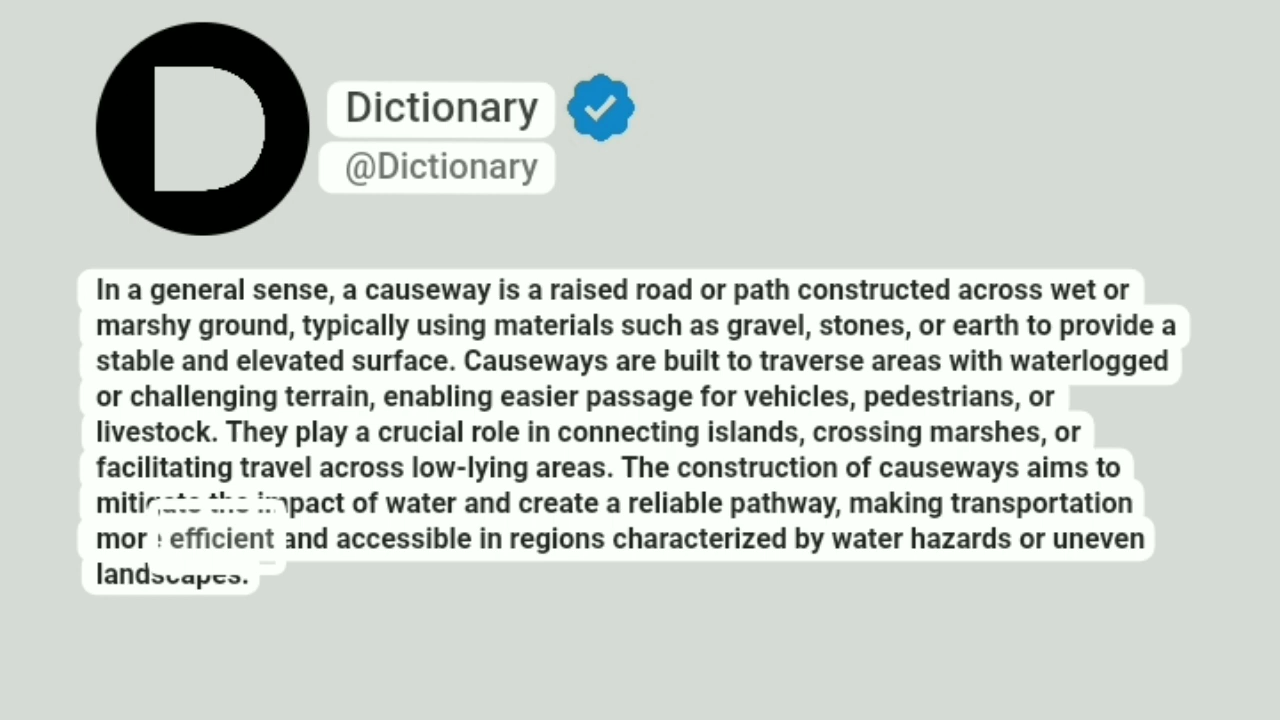 D
Dictionary
@Dictionary
In a general sense, a causeway is a raised road or path constructed across wet or
marshy ground, typically using materials such as gravel, stones, or earth to provide a
stable and elevated surface. Causeways are built to traverse areas with waterlogged
or challenging terrain, enabling easier passage for vehicles, pedestrians, or
livestock. They play a crucial role in connecting islands, crossing marshes, or
facilitating travel across low-lying areas. The construction of causeways aims to
mitigate the impact of water and create a reliable pathway, making transportation
more efficient and accessible in regions characterized by water hazards or uneven
landscapes.